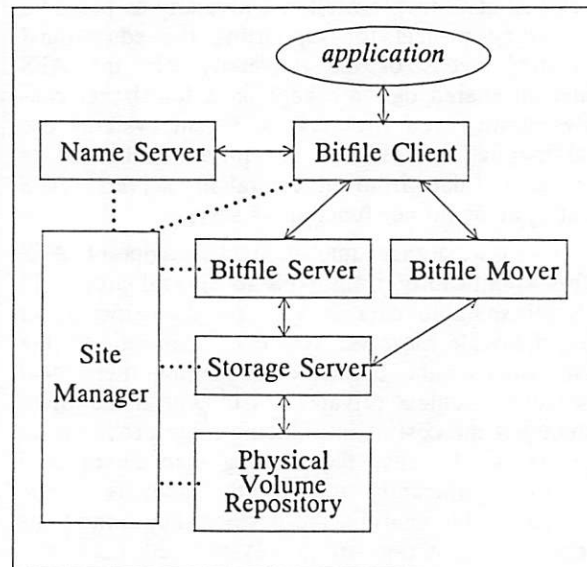 application
Name Server
Bitfile Client
Bitfile Server
Bitfile Mover
Site
Manager
Storage Server
Physical
Volume
Repository